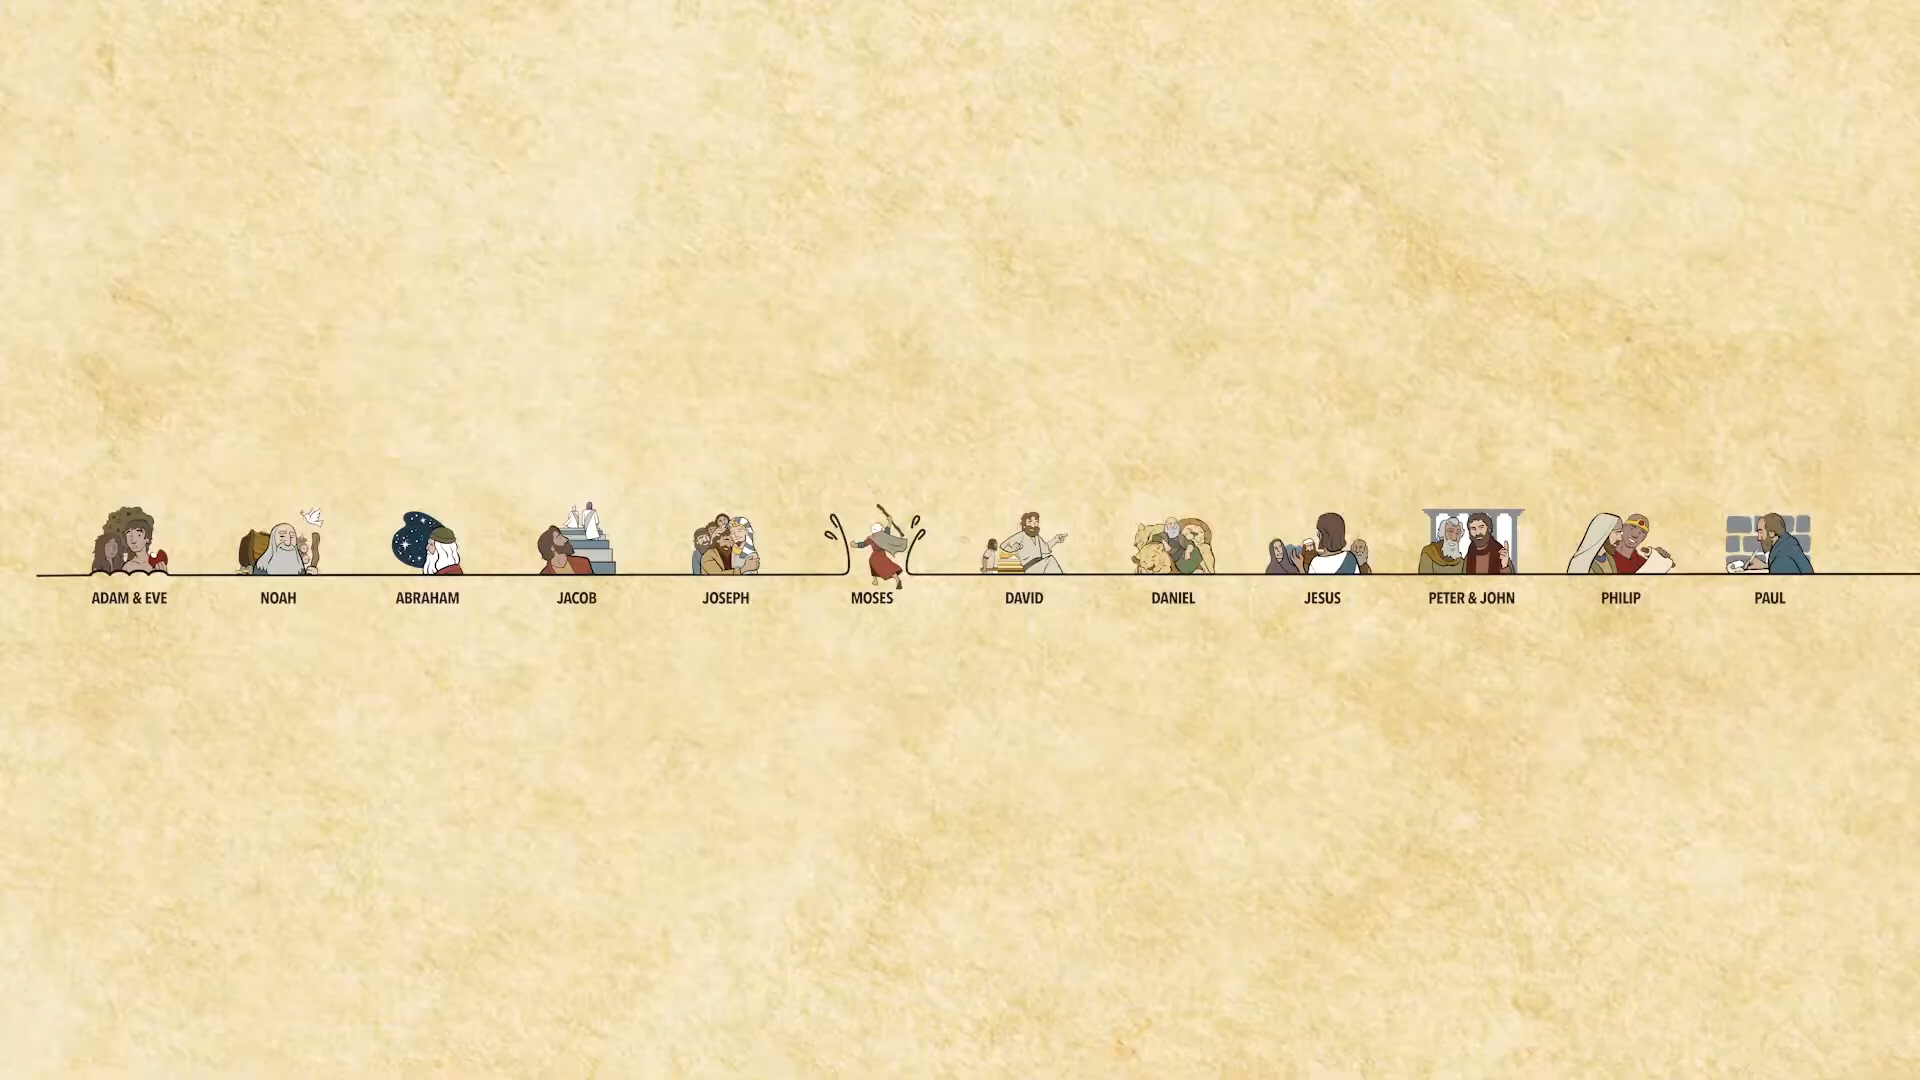 ADAM & EVE
NOAH
ABRAHAM
JACOB
JOSEPH
MOSES
DAVID
DANIEL
JESUS
PETER & JOHN
PHILIP
PAUL